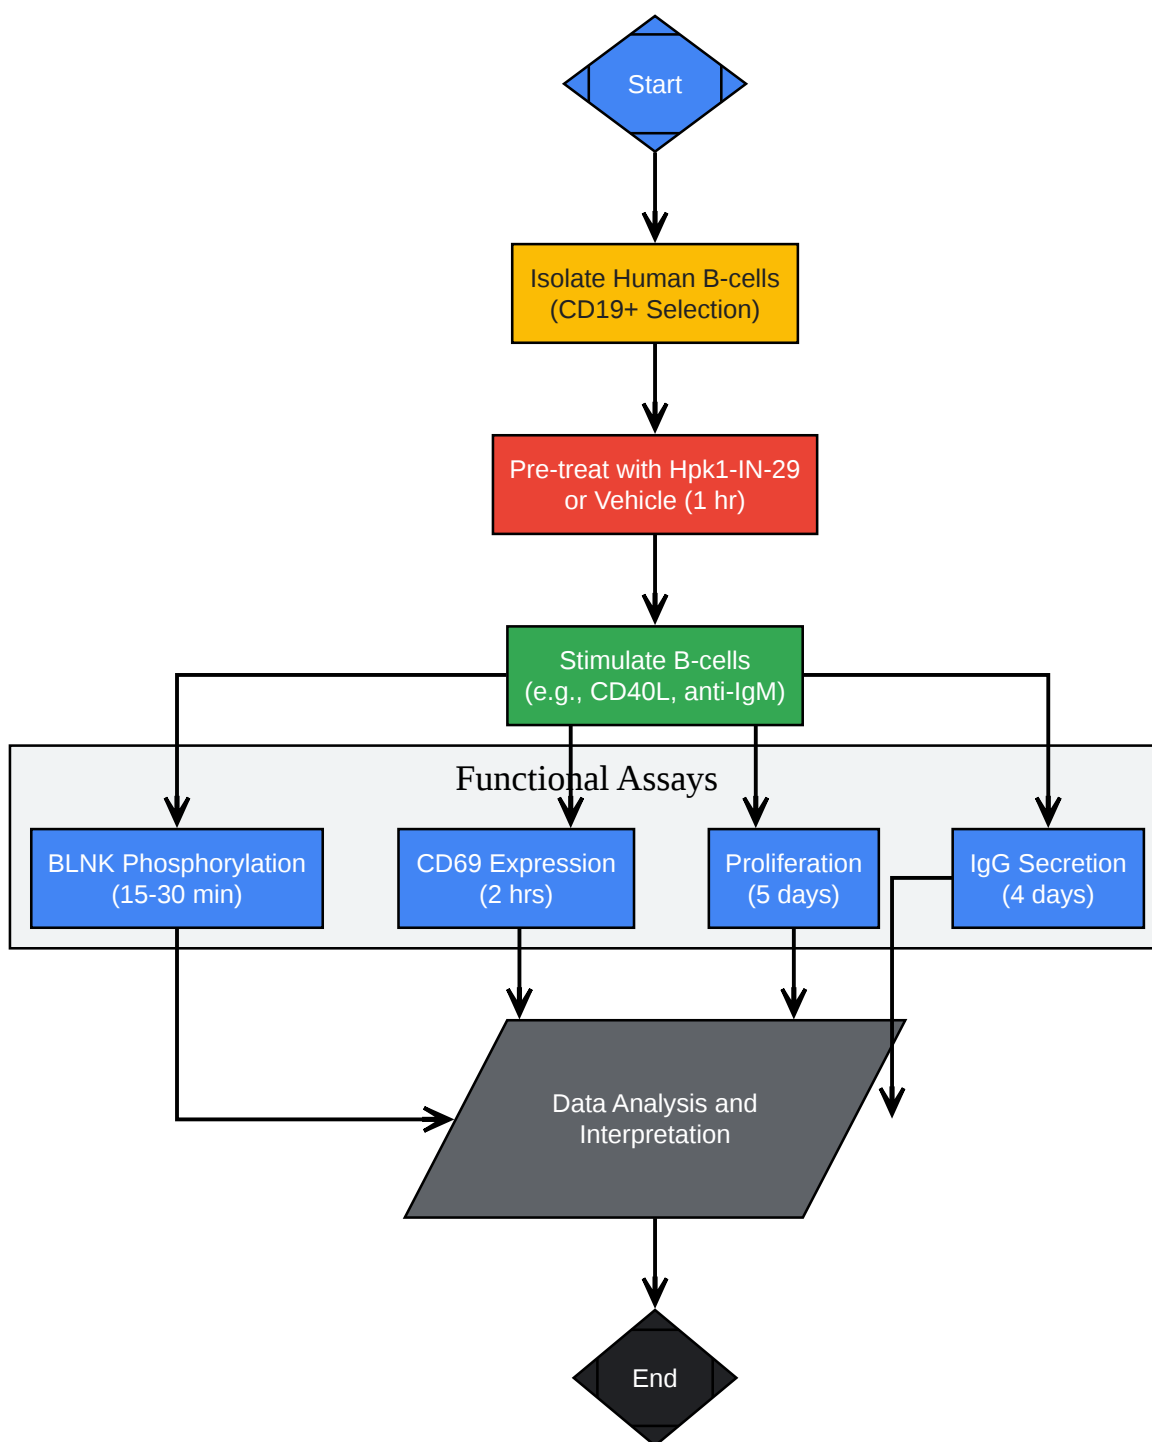 Start
Isolate Human B-cells
(CD19+ Selection)
Pre-treat with Hpk1-IN-29
or Vehicle (1 hr)
Stimulate B-cells
(e.g., CD40L, anti-IgM)
Functional Assays
BLNK Phosphorylation
(15-30 min)
CD69 Expression
(2 hrs)
Proliferation
(5 days)
IgG Secretion
(4 days)
Data Analysis and
Interpretation
End